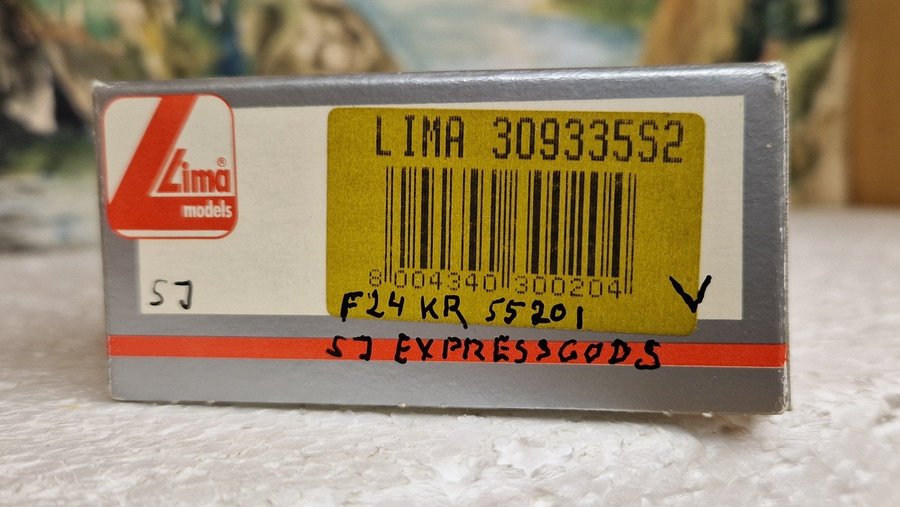 Lima®
models
LIMA 309335S2
8 004340 300204
SJ
F24 KR 55201
SJ EXPRESSGODS